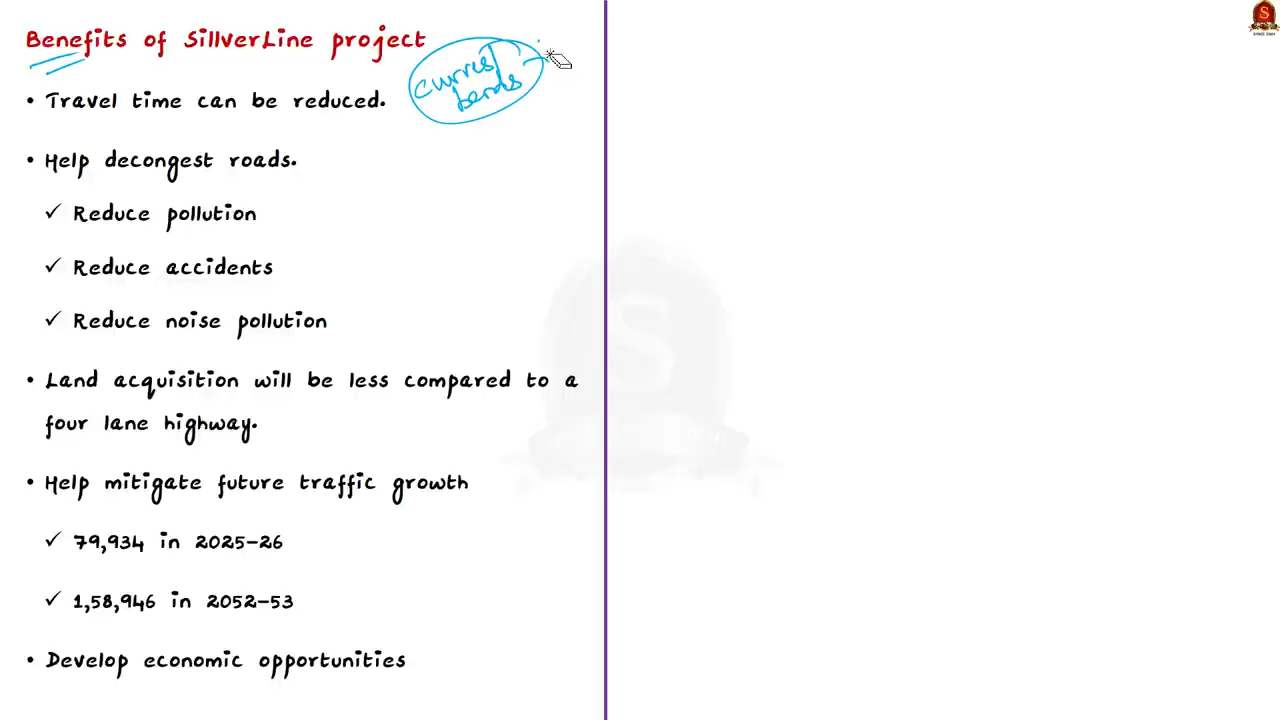 Benefits of SillverLine project
curves/
bends
• Travel time can be reduced.
• Help decongest roads.
✓ Reduce pollution
✓ Reduce accidents
✓ Reduce noise pollution
• Land acquisition will be less compared to a
four lane highway.
• Help mitigate future traffic growth
✓ 79,934 in 2025-26
✓ 1,58,946 in 2052-53
• Develop economic opportunities